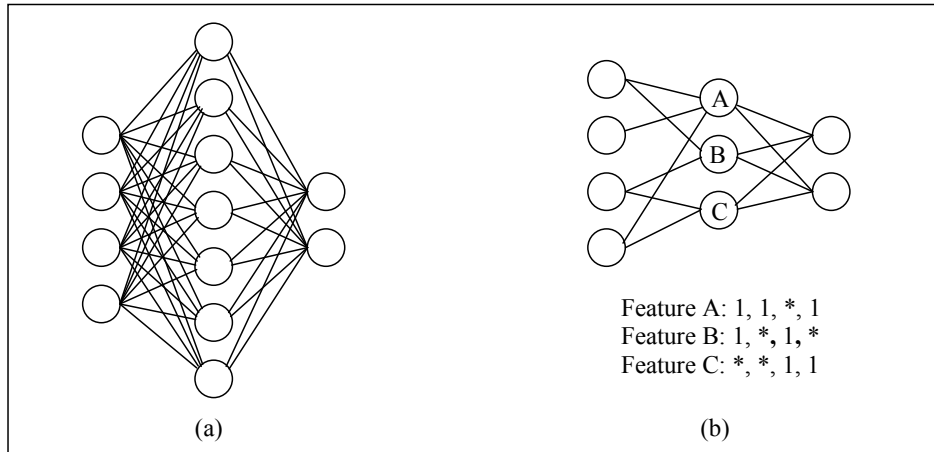 A
B
C
Feature A: 1, 1, *, 1
Feature B: 1, *, 1, *
Feature C: *, *, 1, 1
(a)
(b)